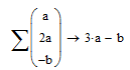 ∑ ( a
2a
−b ) → 3·a − b